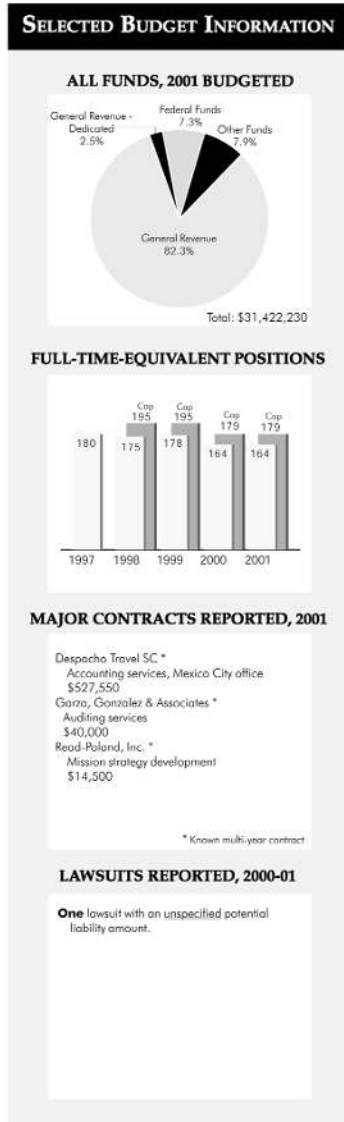 SELECTED BUDGET INFORMATION
ALL FUNDS, 2001 BUDGETED
General Revenue -
Dedicated
2.5%
Federal Funds
7.3%
Other Funds
7.9%
General Revenue
82.3%
Total: $31,422,230
FULL-TIME-EQUIVALENT POSITIONS
Cap
195
Cap
195
Cap
179
Cap
179
180
175
178
164
164
1997 1998 1999 2000 2001
MAJOR CONTRACTS REPORTED, 2001
Despacho Travel SC *
Accounting services, Mexico City office
$527,550
Garza, Gonzalez & Associates *
Auditing services
$40,000
Read-Poland, Inc. *
Mission strategy development
$14,500
* Known multi-year contract
LAWSUITS REPORTED, 2000-01
One lawsuit with an unspecified potential
liability amount.